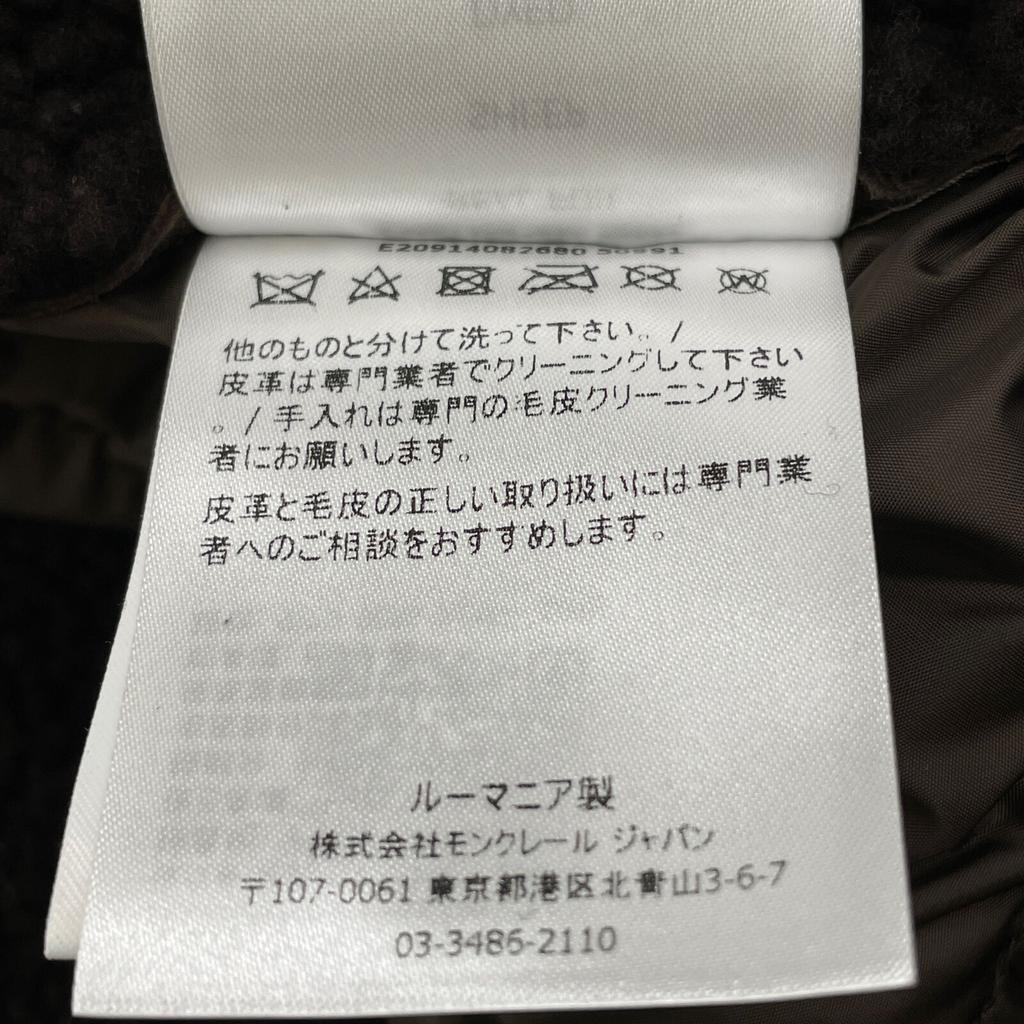 他のものと分けて洗って下さい。/
皮革は専門業者でクリーニングして下さい
。/ 手入れは専門の毛皮クリーニング業
者にお願いします。
皮革と毛皮の正しい取り扱いには専門業
者へのご相談をおすすめします。
ルーマニア製
株式会社モンクレール ジャパン
〒107-0061 東京都港区北青山3-6-7
03-3486-2110